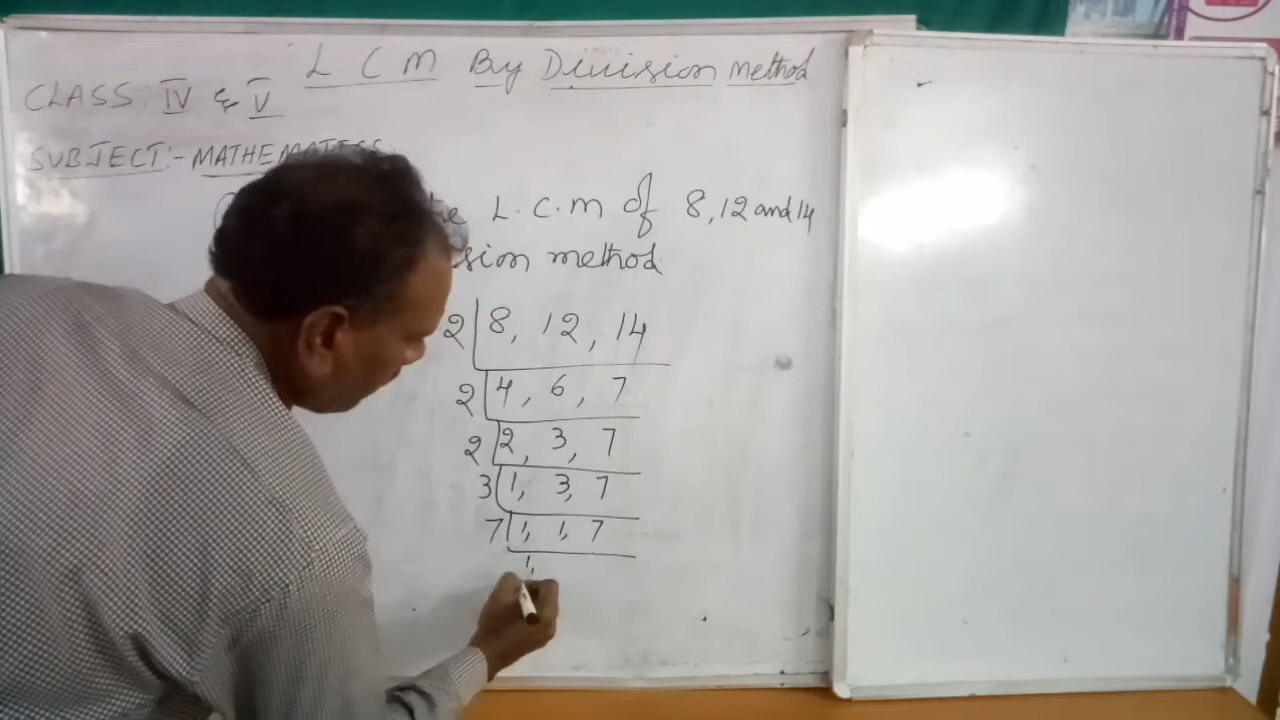 L C M By Division Method
CLASS: IV & V
SUBJECT:- MATHEMATICS
L.C.M of 8, 12 and 14
method
2 8, 12, 14
2 4, 6, 7
2 2, 3, 7
3 1, 3, 7
7 1, 1, 7
1,